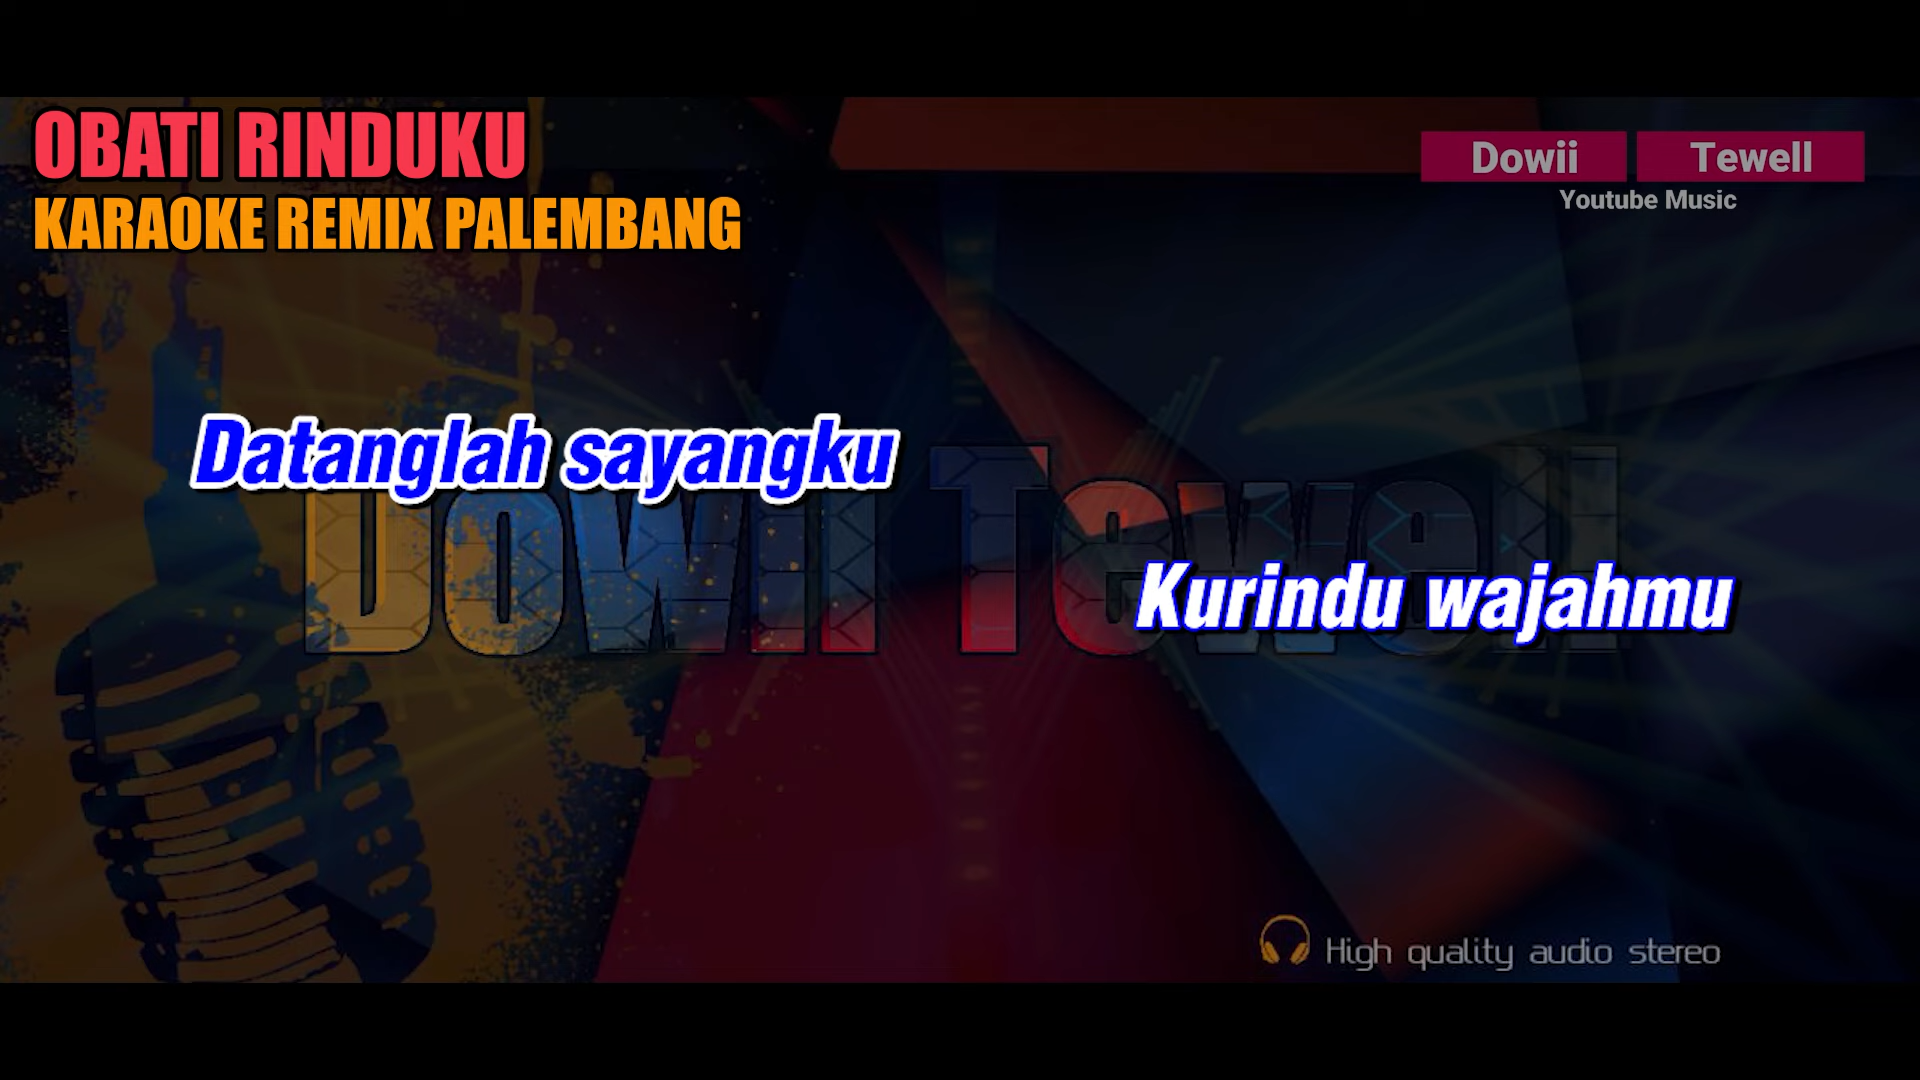 OBATI RINDUKU
KARAOKE REMIX PALEMBANG
Dowii Tewell
Youtube Music
Datanglah sayangku
Dowii Tewell
Kurindu wajahmu
High quality audio stereo